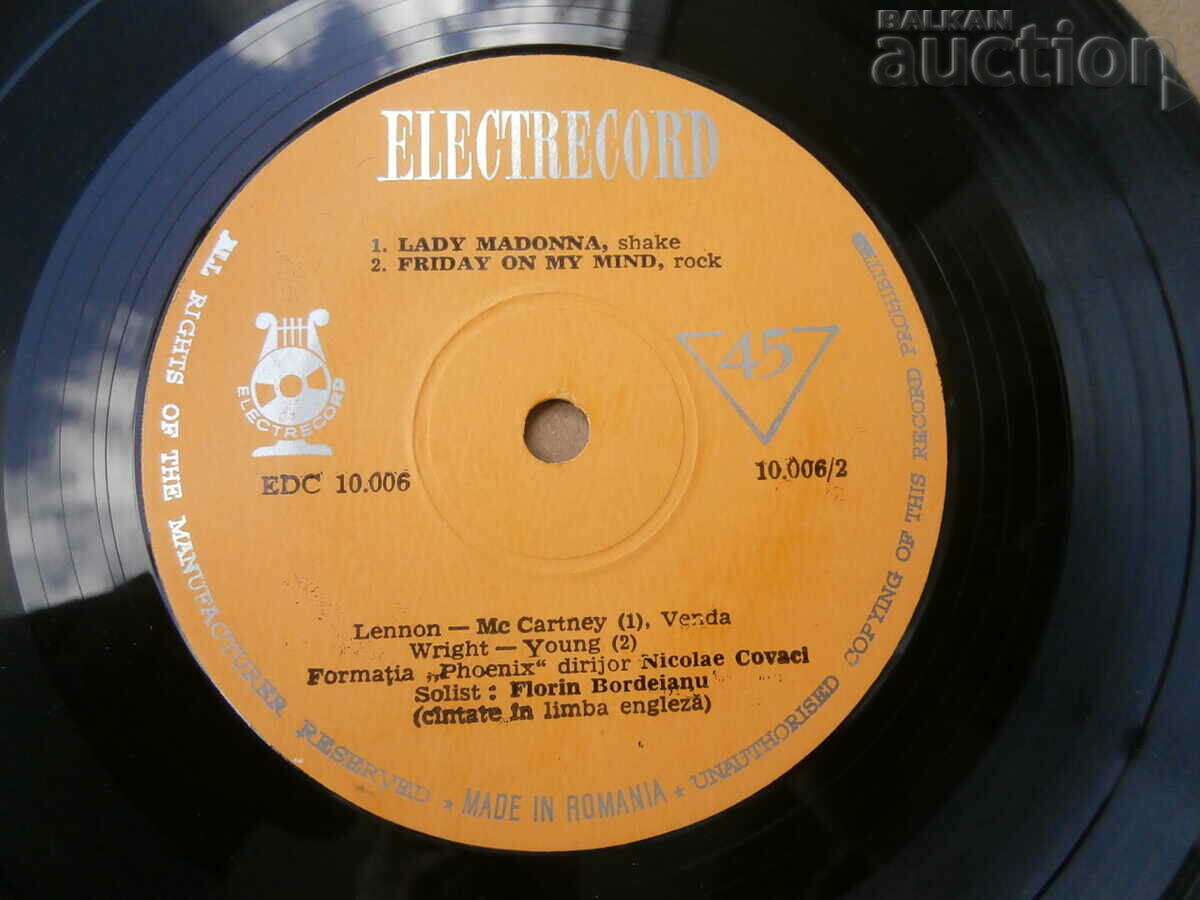 BALKAN
auction
ELECTRECORD
1. LADY MADONNA, shake
2. FRIDAY ON MY MIND, rock
45
ELECTRECORD
EDC 10.006
10.006/2
Lennon — Mc Cartney (1), Venda
Wright — Young (2)
Formația „Phoenix“ dirijor Nicolae Covaci
Solist : Florin Bordeianu
(cîntate în limba engleză)
ALL RIGHTS OF THE MANUFACTURER RESERVED ★ MADE IN ROMANIA ★ UNAUTHORISED COPYING OF THIS RECORD PROHIBITED